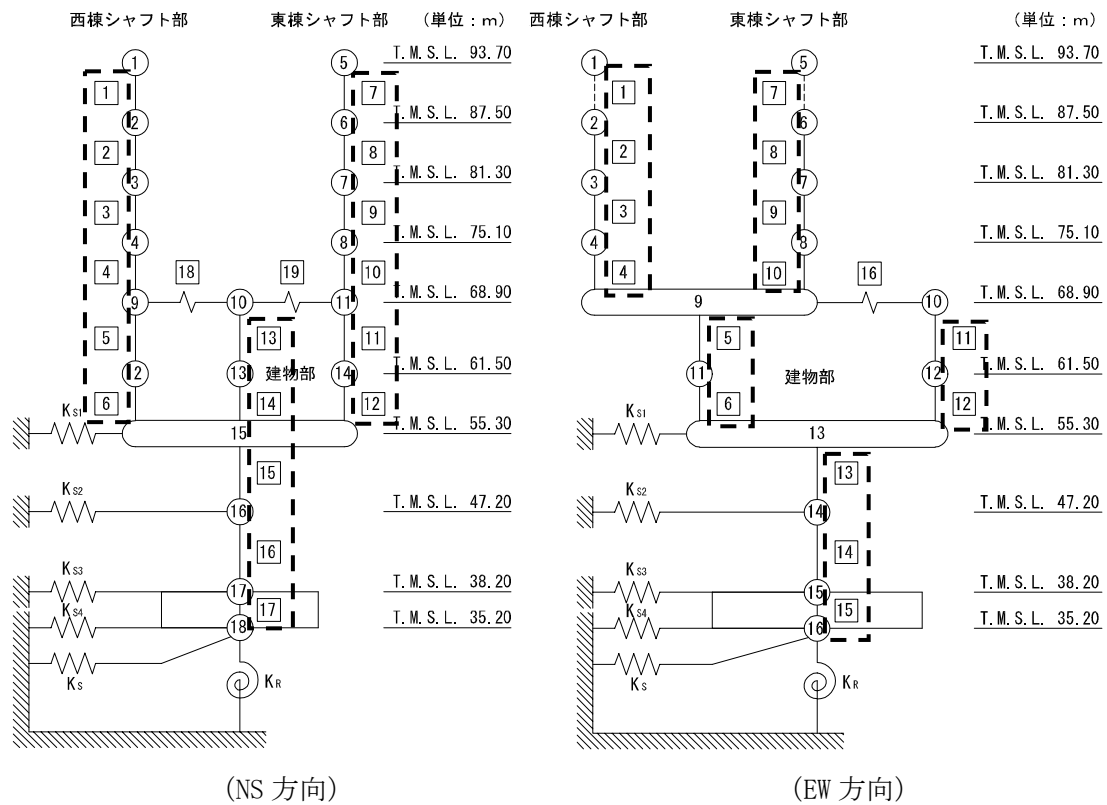 西棟シャフト部 東棟シャフト部 (単位：m) 西棟シャフト部 東棟シャフト部 (単位：m)
1 5 T.M.S.L. 93.70 1 5 T.M.S.L. 93.70
1 7 1 7
2 6 T.M.S.L. 87.50 2 6 T.M.S.L. 87.50
2 8 2 8
3 7 T.M.S.L. 81.30 3 7 T.M.S.L. 81.30
3 9 3 9
4 8 T.M.S.L. 75.10 4 8 T.M.S.L. 75.10
4 18 19 10 4 10 16
9 10 11 T.M.S.L. 68.90 9 10 T.M.S.L. 68.90
5 13 11 5 11
12 13 建物部 14 T.M.S.L. 61.50 11 建物部 12 T.M.S.L. 61.50
6 14 12 6 12
KS1 15 T.M.S.L. 55.30 KS1 13 T.M.S.L. 55.30
15 13
KS2 16 T.M.S.L. 47.20 KS2 14 T.M.S.L. 47.20
16 14
KS3 17 T.M.S.L. 38.20 KS3 15 T.M.S.L. 38.20
17 15
KS4 18 T.M.S.L. 35.20 KS4 16 T.M.S.L. 35.20
KS KR KS KR
(NS 方向) (EW 方向)